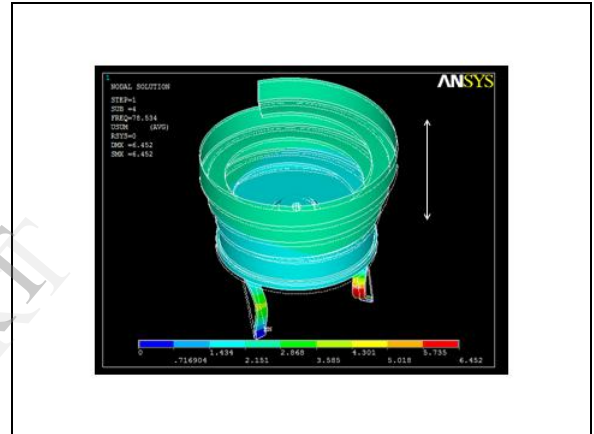 1
NODAL SOLUTION
ANSYS
STEP=1
SUB =4
FREQ=78.534
USUM (AVG)
RSYS=0
DMX =6.452
SMX =6.452
0 1.434 2.868 4.301 5.735
.716904 2.151 3.585 5.018 6.452